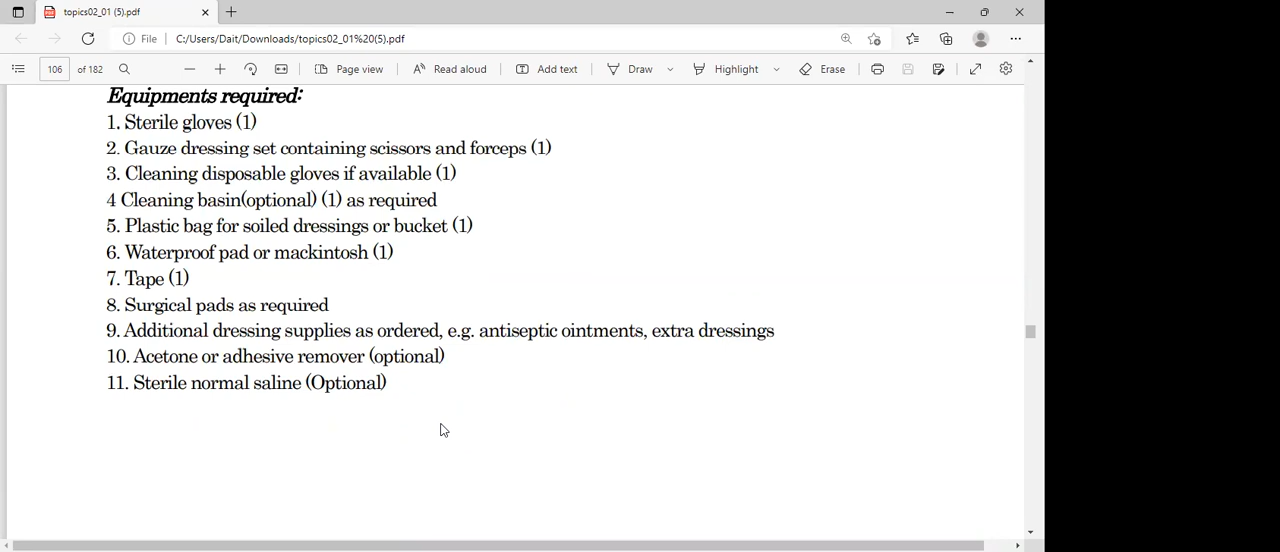 topics02_01 (5).pdf
File C:/Users/Dait/Downloads/topics02_01%20(5).pdf
106 of 182 Page view Read aloud Add text Draw Highlight Erase
Equipments required:
1. Sterile gloves (1)
2. Gauze dressing set containing scissors and forceps (1)
3. Cleaning disposable gloves if available (1)
4 Cleaning basin(optional) (1) as required
5. Plastic bag for soiled dressings or bucket (1)
6. Waterproof pad or mackintosh (1)
7. Tape (1)
8. Surgical pads as required
9. Additional dressing supplies as ordered, e.g. antiseptic ointments, extra dressings
10. Acetone or adhesive remover (optional)
11. Sterile normal saline (Optional)